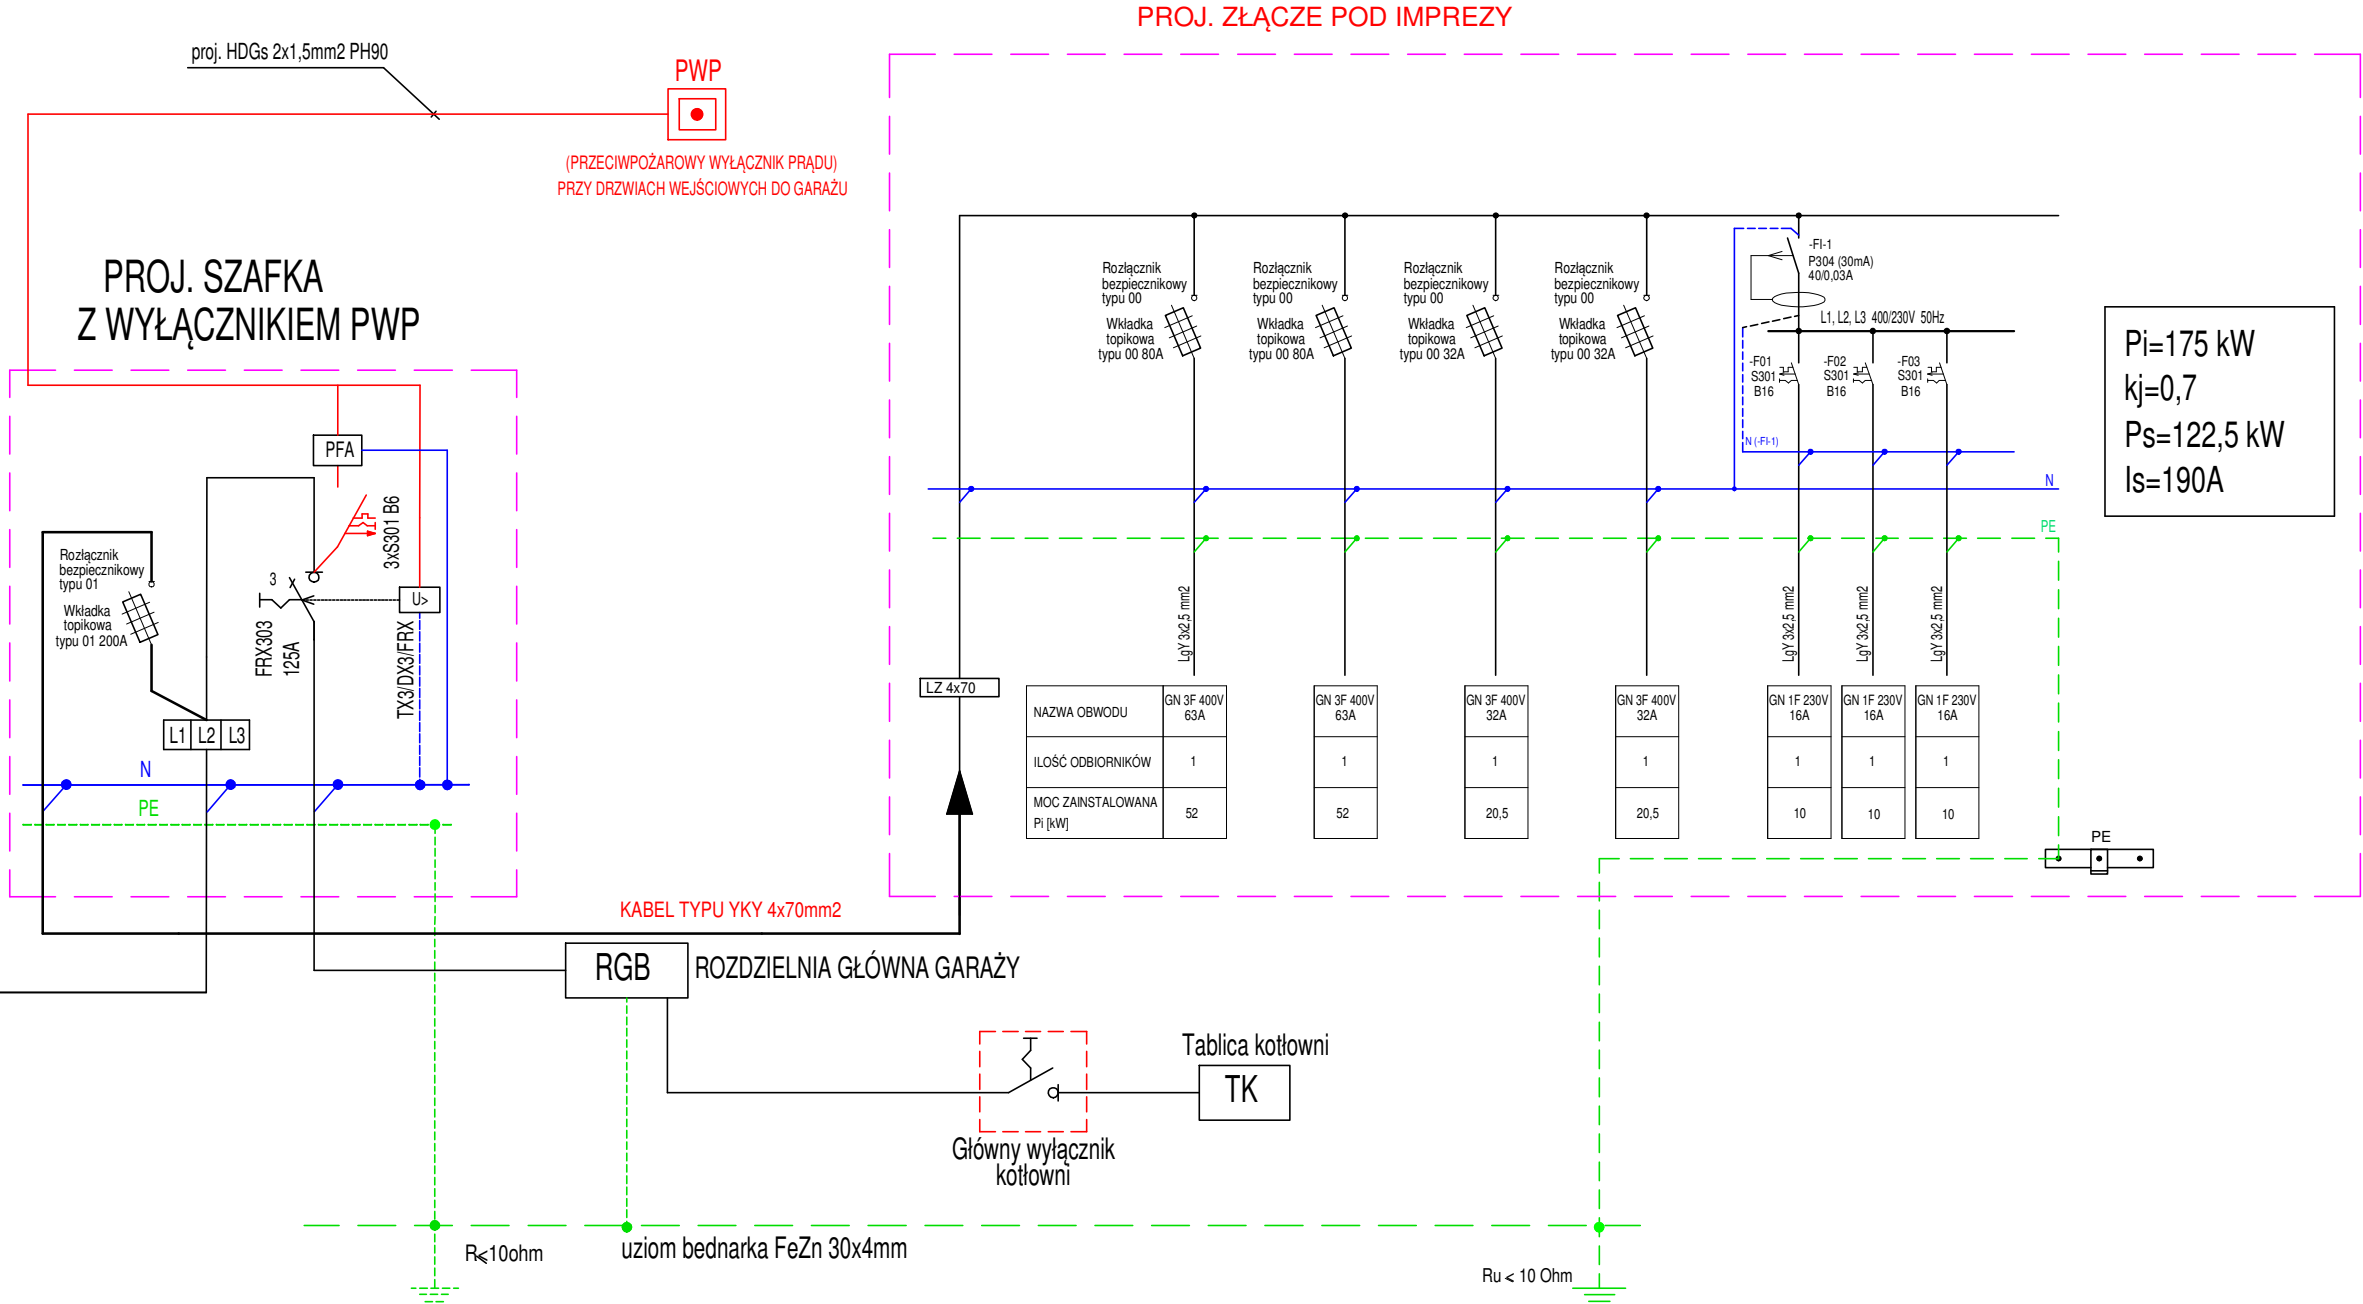 PROJ. ZŁĄCZE POD IMPREZY
proj. HDGs 2x1,5mm2 PH90
PWP
(PRZECIWPOŻAROWY WYŁĄCZNIK PRĄDU)
PRZY DRZWIACH WEJŚCIOWYCH DO GARAŻU
PROJ. SZAFKA
Z WYŁĄCZNIKIEM PWP
PFA
3xS301 B6
Rozłącznik
bezpiecznikowy
typu 01
Wkładka
topikowa
typu 01 200A
3
FRX303
125A
U>
TX3/DX3/FRX
L1 L2 L3
N
PE
Rozłącznik
bezpiecznikowy
typu 00
Wkładka
topikowa
typu 00 80A
Rozłącznik
bezpiecznikowy
typu 00
Wkładka
topikowa
typu 00 80A
Rozłącznik
bezpiecznikowy
typu 00
Wkładka
topikowa
typu 00 32A
Rozłącznik
bezpiecznikowy
typu 00
Wkładka
topikowa
typu 00 32A
-FI-1
P304 (30mA)
40/0,03A
L1, L2, L3 400/230V 50Hz
-F01
S301
B16
-F02
S301
B16
-F03
S301
B16
N (-FI-1)
N
PE
Pi=175 kW
kj=0,7
Ps=122,5 kW
Is=190A
LgY 3x2,5 mm2
LgY 3x2,5 mm2
LgY 3x2,5 mm2
LgY 3x2,5 mm2
LZ 4x70
NAZWA OBWODU
GN 3F 400V
63A
GN 3F 400V
63A
GN 3F 400V
32A
GN 3F 400V
32A
GN 1F 230V
16A
GN 1F 230V
16A
GN 1F 230V
16A
ILOŚĆ ODBIORNIKÓW 1 1 1 1 1 1 1
MOC ZAINSTALOWANA
Pi [kW]
52 52 20,5 20,5 10 10 10
PE
KABEL TYPU YKY 4x70mm2
RGB
ROZDZIELNIA GŁÓWNA GARAŻY
Tablica kotłowni
TK
Główny wyłącznik
kotłowni
R≤10ohm
uziom bednarka FeZn 30x4mm
Ru < 10 Ohm